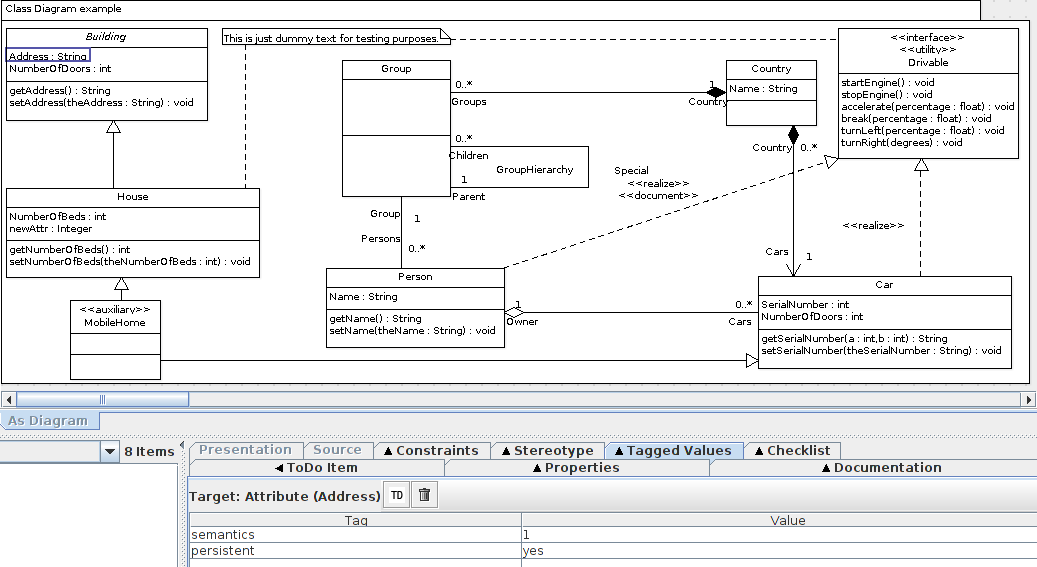 Class Diagram example
Building
Address : String
NumberOfDoors : int
getAddress() : String
setAddress(theAddress : String) : void
This is just dummy text for testing purposes.
Group
0..*
Groups
0..*
Children
GroupHierarchy
1
Parent
Country
Name : String
1
Country
<<interface>>
<<utility>>
Drivable
startEngine() : void
stopEngine() : void
accelerate(percentage : float) : void
break(percentage : float) : void
turnLeft(percentage : float) : void
turnRight(degrees) : void
Country
0..*
Special
<<realize>>
<<document>>
<<realize>>
House
NumberOfBeds : int
newAttr : Integer
getNumberOfBeds() : int
setNumberOfBeds(theNumberOfBeds : int) : void
Group
1
Persons
0..*
Cars
1
Person
Name : String
getName() : String
setName(theName : String) : void
1
Owner
0..*
Cars
Car
SerialNumber : int
NumberOfDoors : int
getSerialNumber(a : int,b : int) : String
setSerialNumber(theSerialNumber : String) : void
<<auxiliary>>
MobileHome
As Diagram
8 Items
Presentation Source ▲ Constraints ▲ Stereotype ▲ Tagged Values ▲ Checklist
◀ ToDo Item ▲ Properties ▲ Documentation
Target: Attribute (Address) TD
Tag Value
semantics 1
persistent yes